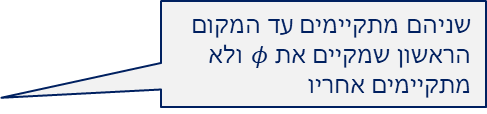 שניהם מתקיימים עד המקום
הראשון שמקיים את ϕ ולא
מתקיימים אחריו